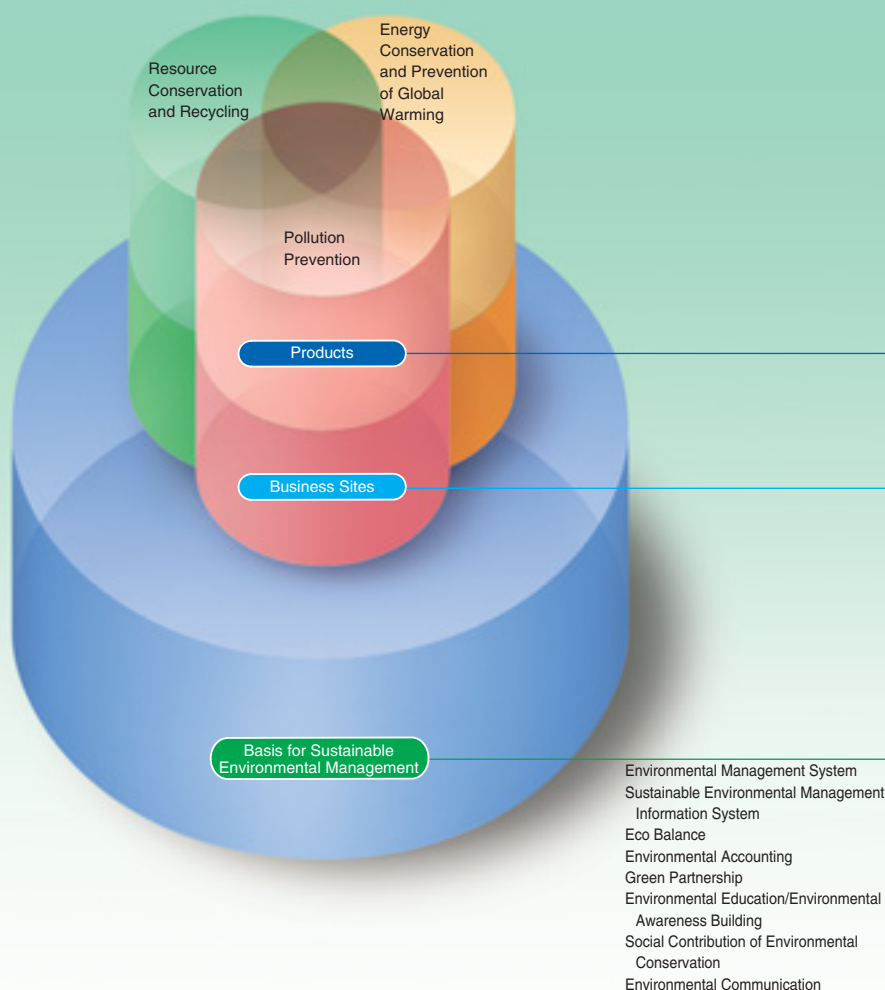 Resource
Conservation
and Recycling
Energy
Conservation
and Prevention
of Global
Warming
Pollution
Prevention
Products
Business Sites
Basis for Sustainable
Environmental Management
Environmental Management System
Sustainable Environmental Management
Information System
Eco Balance
Environmental Accounting
Green Partnership
Environmental Education/Environmental
Awareness Building
Social Contribution of Environmental
Conservation
Environmental Communication